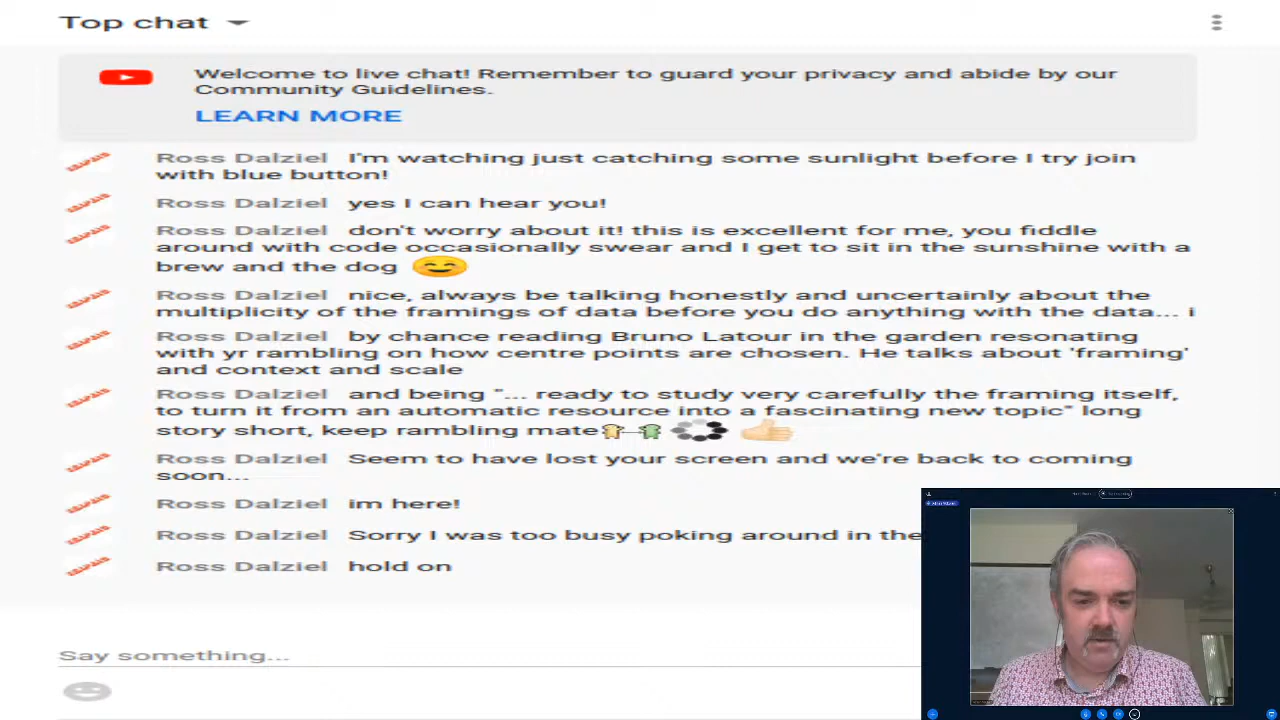 Top chat
Welcome to live chat! Remember to guard your privacy and abide by our
Community Guidelines.
LEARN MORE
Ross Dalziel I'm watching just catching some sunlight before I try join
with blue button!
Ross Dalziel yes I can hear you!
Ross Dalziel don't worry about it! this is excellent for me, you fiddle
around with code occasionally swear and I get to sit in the sunshine with a
brew and the dog
Ross Dalziel nice, always be talking honestly and uncertainly about the
multiplicity of the framings of data before you do anything with the data... i
Ross Dalziel by chance reading Bruno Latour in the garden resonating
with yr rambling on how centre points are chosen. He talks about 'framing'
and context and scale
Ross Dalziel and being "... ready to study very carefully the framing itself,
to turn it from an automatic resource into a fascinating new topic" long
story short, keep rambling mate
Ross Dalziel Seem to have lost your screen and we're back to coming
soon...
Ross Dalziel im here!
Ross Dalziel Sorry I was too busy poking around in the
Ross Dalziel hold on
Say something...